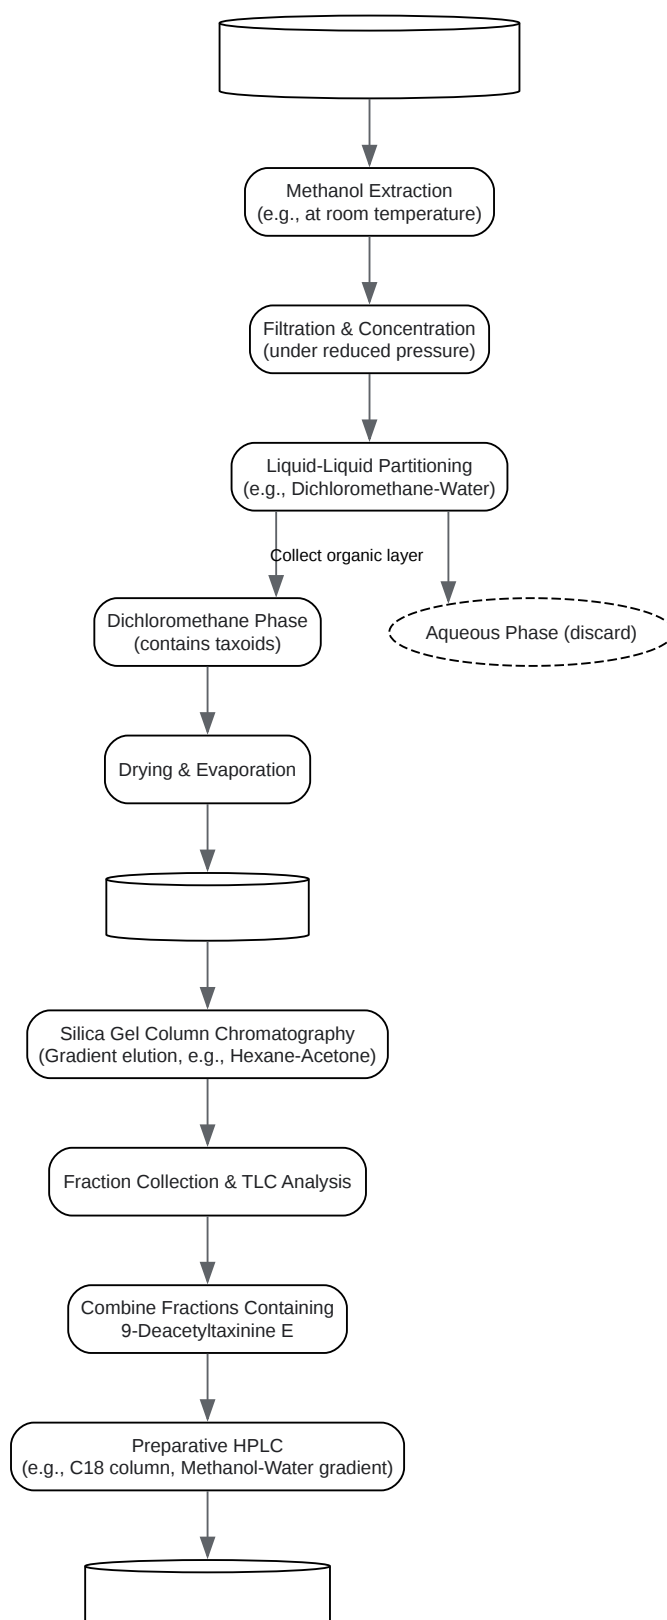 Methanol Extraction
(e.g., at room temperature)
Filtration & Concentration
(under reduced pressure)
Liquid-Liquid Partitioning
(e.g., Dichloromethane-Water)
Collect organic layer
Dichloromethane Phase
(contains taxoids)
Aqueous Phase (discard)
Drying & Evaporation
Silica Gel Column Chromatography
(Gradient elution, e.g., Hexane-Acetone)
Fraction Collection & TLC Analysis
Combine Fractions Containing
9-Deacetyltaxinine E
Preparative HPLC
(e.g., C18 column, Methanol-Water gradient)